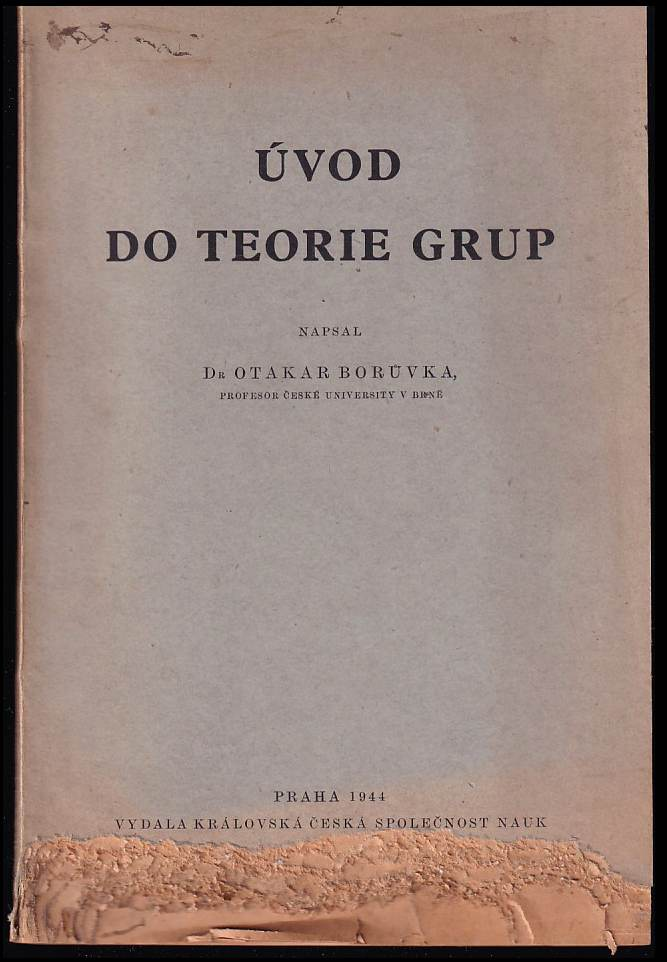 ÚVOD
DO TEORIE GRUP
NAPSAL
DR OTAKAR BORŮVKA,
PROFESOR ČESKÉ UNIVERSITY V BRNĚ
PRAHA 1944
VYDALA KRÁLOVSKÁ ČESKÁ SPOLEČNOST NAUK